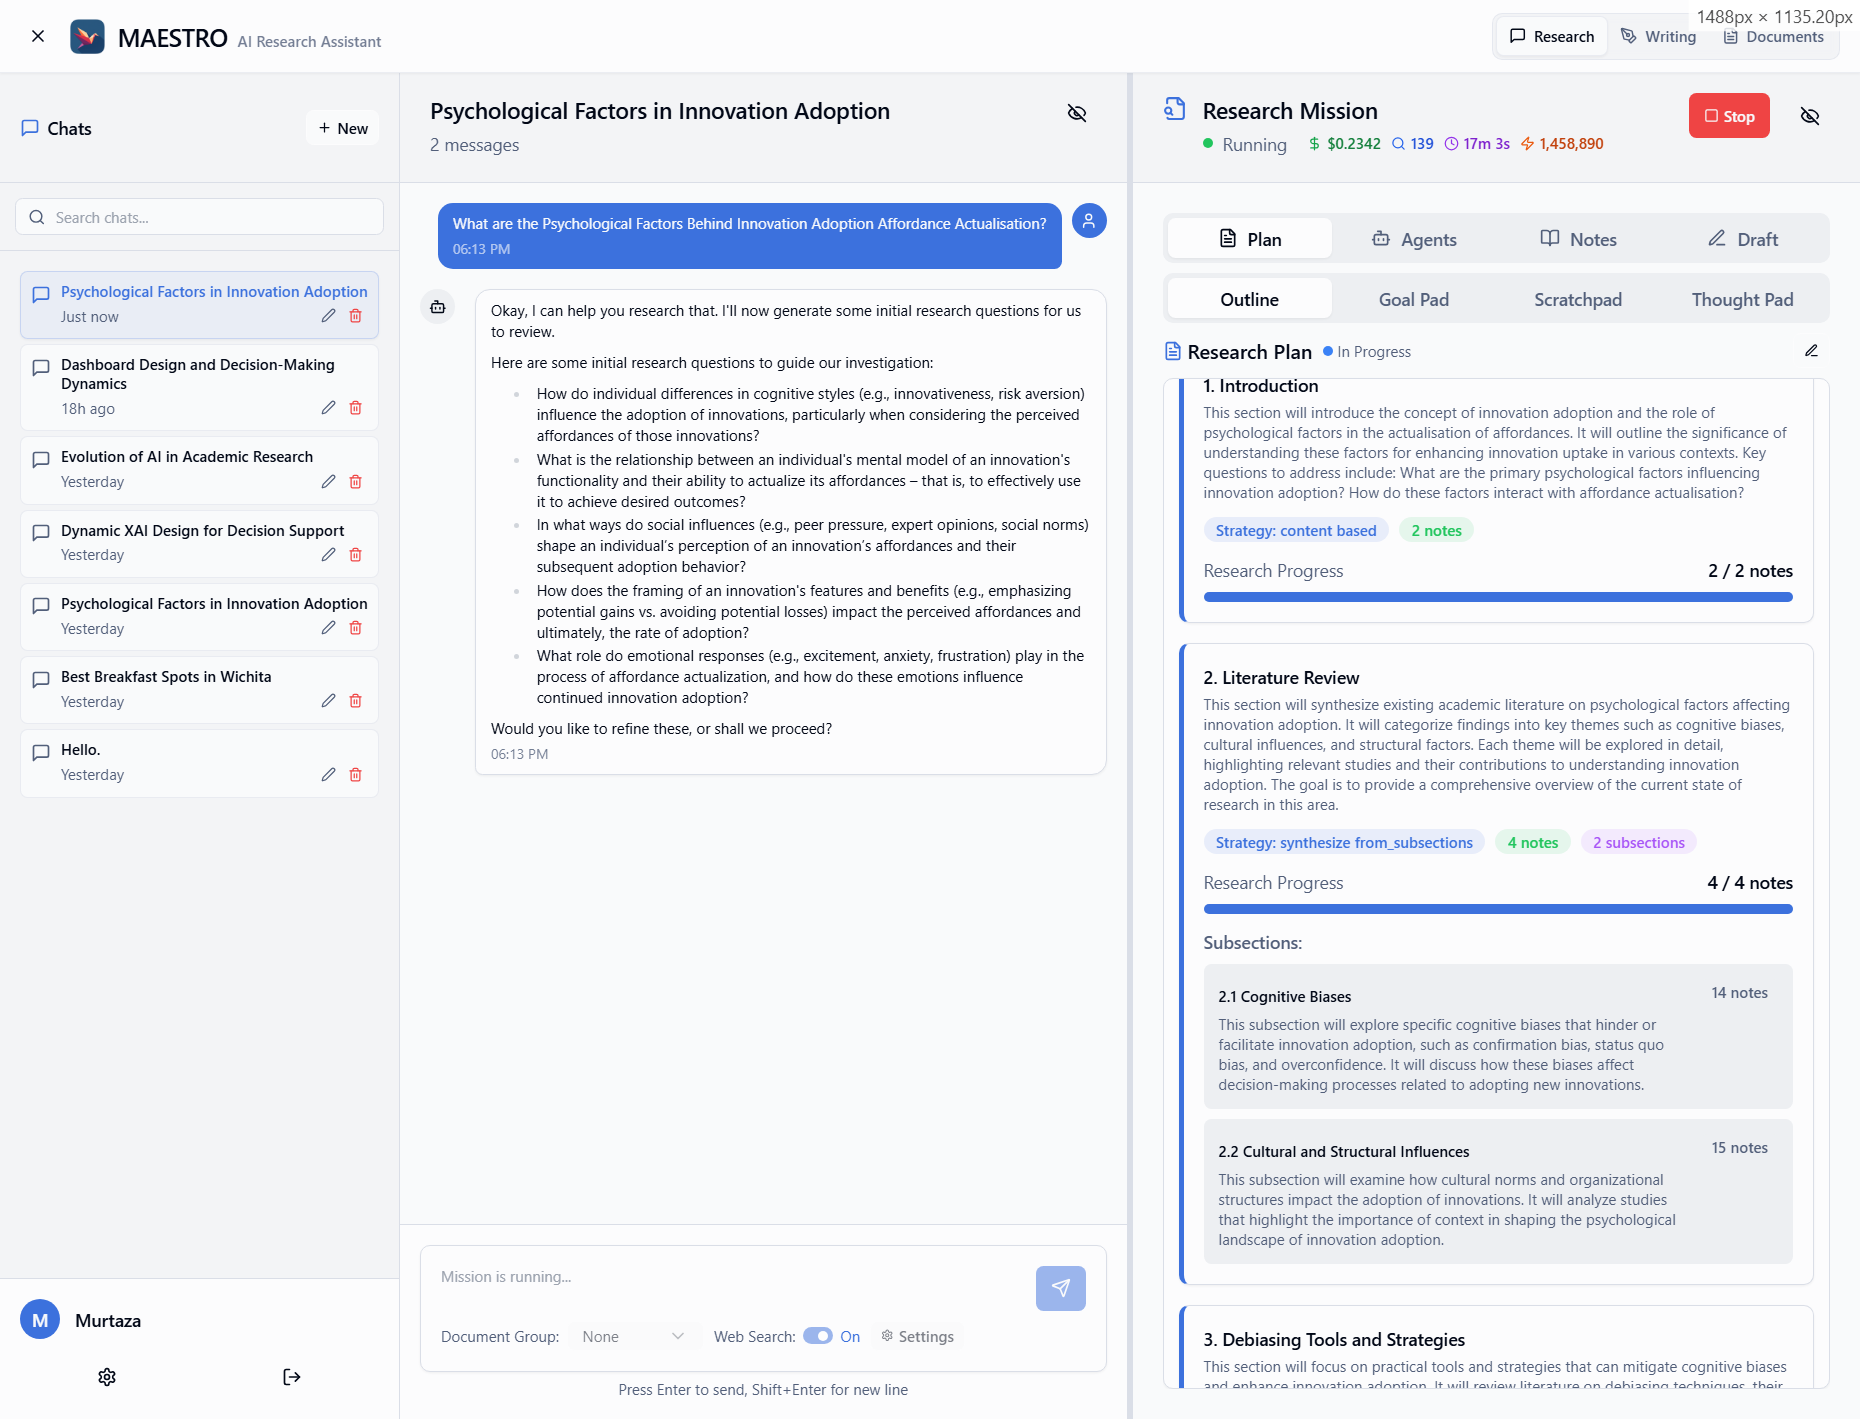 1488px × 1135.20px
MAESTRO AI Research Assistant
Research
Writing
Documents
Chats
+ New
Search chats...
Psychological Factors in Innovation Adoption
Just now
Dashboard Design and Decision-Making
Dynamics
18h ago
Evolution of AI in Academic Research
Yesterday
Dynamic XAI Design for Decision Support
Yesterday
Psychological Factors in Innovation Adoption
Yesterday
Best Breakfast Spots in Wichita
Yesterday
Hello.
Yesterday
M
Murtaza
Psychological Factors in Innovation Adoption
2 messages
What are the Psychological Factors Behind Innovation Adoption Affordance Actualisation?
06:13 PM
Okay, I can help you research that. I'll now generate some initial research questions for us
to review.
Here are some initial research questions to guide our investigation:
How do individual differences in cognitive styles (e.g., innovativeness, risk aversion)
influence the adoption of innovations, particularly when considering the perceived
affordances of those innovations?
What is the relationship between an individual's mental model of an innovation's
functionality and their ability to actualize its affordances – that is, to effectively use
it to achieve desired outcomes?
In what ways do social influences (e.g., peer pressure, expert opinions, social norms)
shape an individual's perception of an innovation's affordances and their
subsequent adoption behavior?
How does the framing of an innovation's features and benefits (e.g., emphasizing
potential gains vs. avoiding potential losses) impact the perceived affordances and
ultimately, the rate of adoption?
What role do emotional responses (e.g., excitement, anxiety, frustration) play in the
process of affordance actualization, and how do these emotions influence
continued innovation adoption?
Would you like to refine these, or shall we proceed?
06:13 PM
Mission is running...
Document Group: None Web Search: On Settings
Press Enter to send, Shift+Enter for new line
Research Mission
Running $ $0.2342 139 17m 3s 1,458,890
Stop
Plan Agents Notes Draft
Outline Goal Pad Scratchpad Thought Pad
Research Plan In Progress
1. Introduction
This section will introduce the concept of innovation adoption and the role of
psychological factors in the actualisation of affordances. It will outline the significance of
understanding these factors for enhancing innovation uptake in various contexts. Key
questions to address include: What are the primary psychological factors influencing
innovation adoption? How do these factors interact with affordance actualisation?
Strategy: content based 2 notes
Research Progress 2 / 2 notes
2. Literature Review
This section will synthesize existing academic literature on psychological factors affecting
innovation adoption. It will categorize findings into key themes such as cognitive biases,
cultural influences, and structural factors. Each theme will be explored in detail,
highlighting relevant studies and their contributions to understanding innovation
adoption. The goal is to provide a comprehensive overview of the current state of
research in this area.
Strategy: synthesize from_subsections 4 notes 2 subsections
Research Progress 4 / 4 notes
Subsections:
2.1 Cognitive Biases 14 notes
This subsection will explore specific cognitive biases that hinder or
facilitate innovation adoption, such as confirmation bias, status quo
bias, and overconfidence. It will discuss how these biases affect
decision-making processes related to adopting new innovations.
2.2 Cultural and Structural Influences 15 notes
This subsection will examine how cultural norms and organizational
structures impact the adoption of innovations. It will analyze studies
that highlight the importance of context in shaping the psychological
landscape of innovation adoption.
3. Debiasing Tools and Strategies
This section will focus on practical tools and strategies that can mitigate cognitive biases
and enhance innovation adoption. It will review literature on debiasing techniques, their